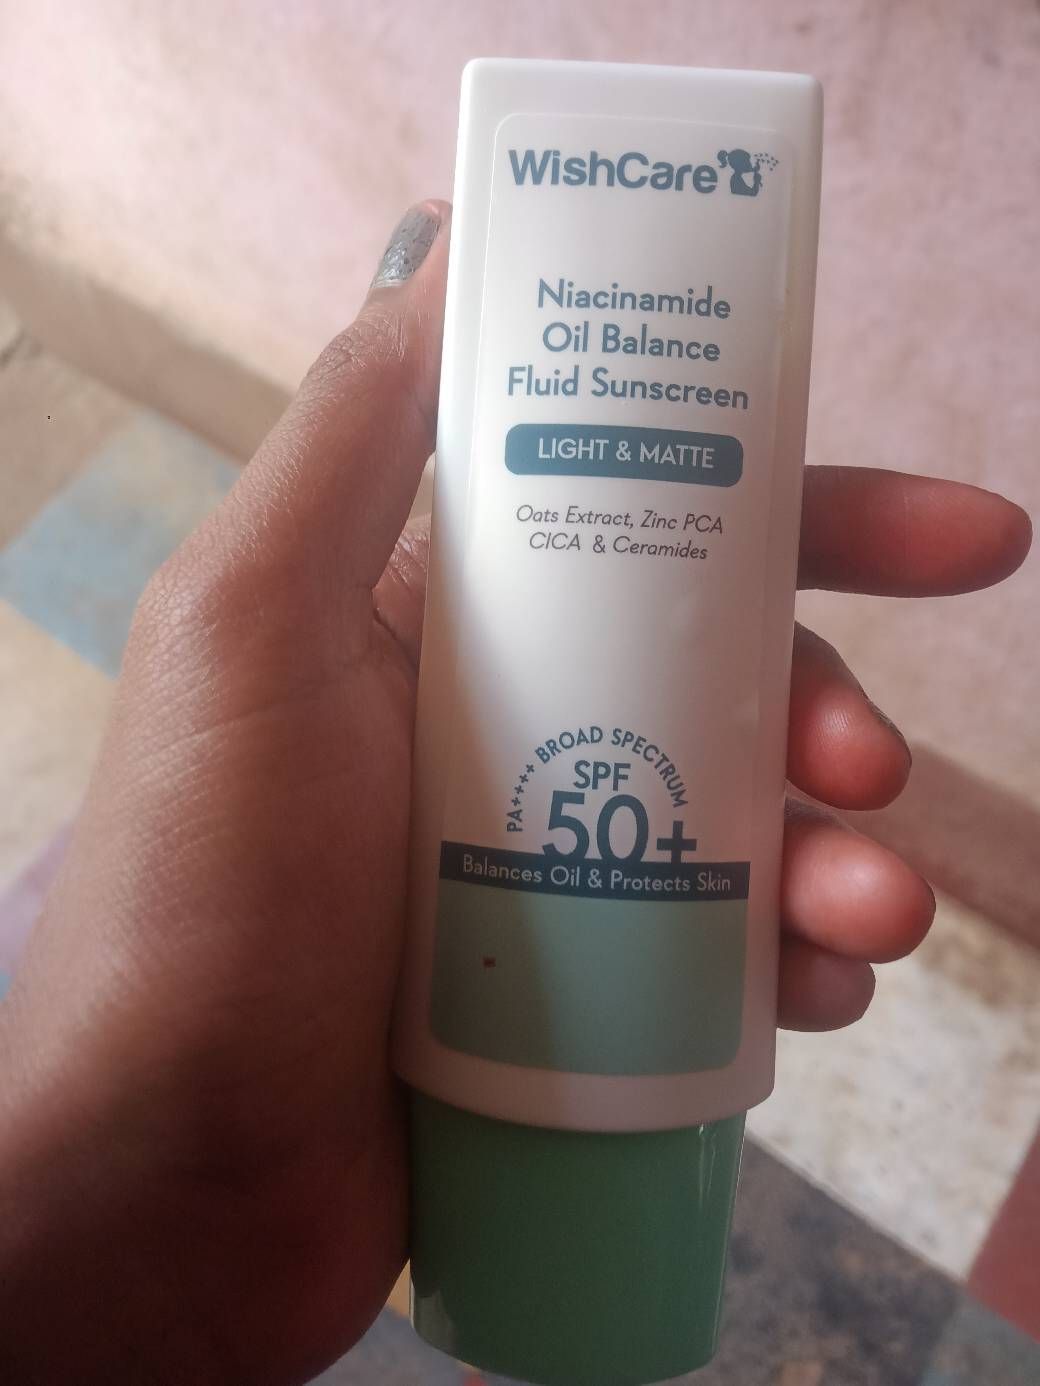 WishCare
Niacinamide
Oil Balance
Fluid Sunscreen
LIGHT & MATTE
Oats Extract, Zinc PCA
CICA & Ceramides
PA++++ BROAD SPECTRUM
SPF
50+
Balances Oil & Protects Skin